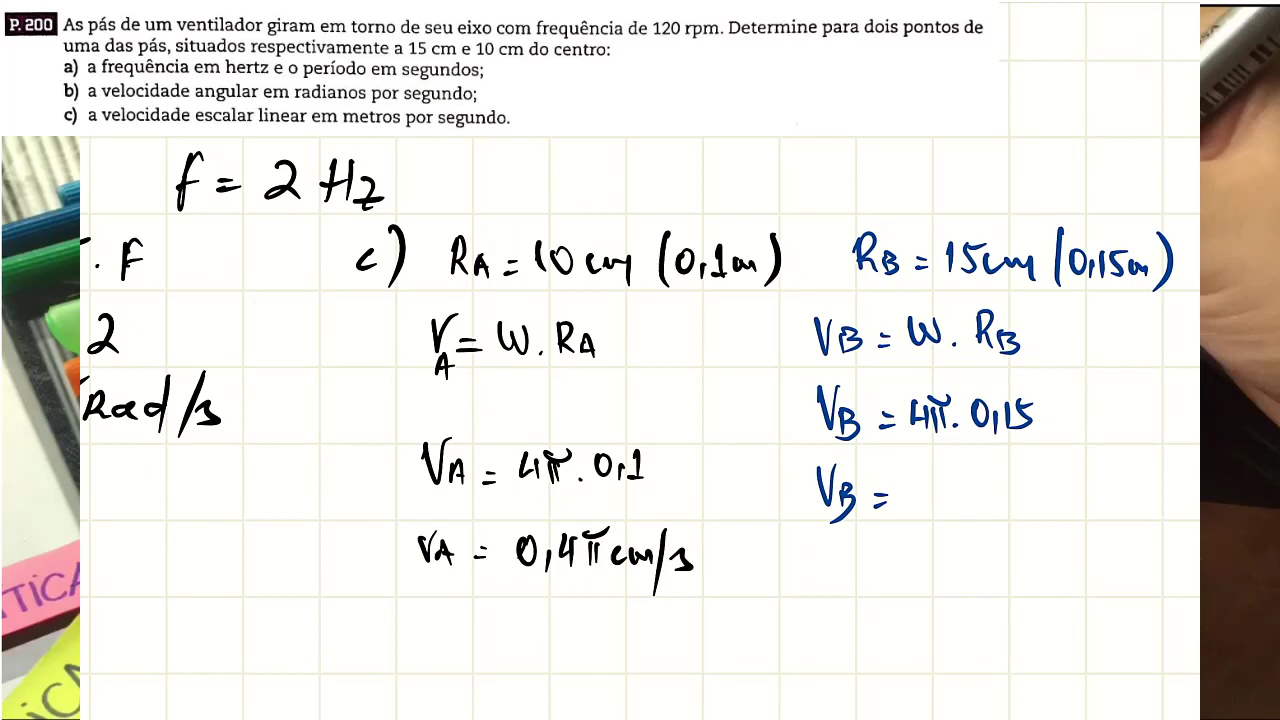 P. 200 As pás de um ventilador giram em torno de seu eixo com frequência de 120 rpm. Determine para dois pontos de
uma das pás, situados respectivamente a 15 cm e 10 cm do centro:
a) a frequência em hertz e o período em segundos;
b) a velocidade angular em radianos por segundo;
c) a velocidade escalar linear em metros por segundo.
f = 2 Hz
. F
2
Rad/s
c) RA = 10 cm (0,1m)
VA = W. RA
VA = 4π. 0,1
VA = 0,4π cm/s
RB = 15cm (0,15m)
VB = W. RB
VB = 4π. 0,15
VB =
TICA
ICA